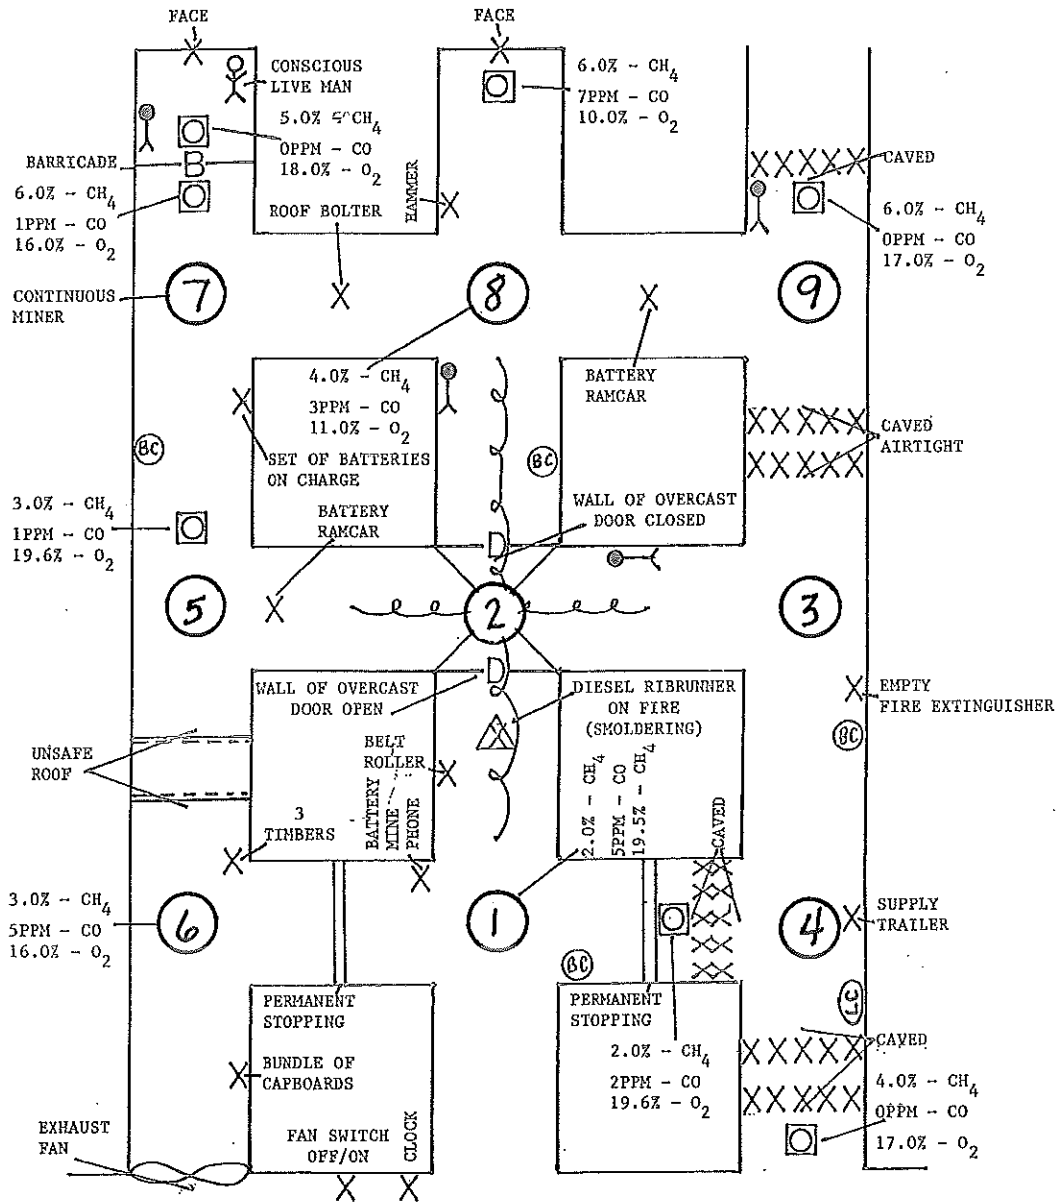 FACE
FACE
CONSCIOUS
LIVE MAN
5.0% - CH4
0PPM - CO
18.0% - O2
6.0% - CH4
7PPM - CO
10.0% - O2
BARRICADE
B
6.0% - CH4
1PPM - CO
16.0% - O2
ROOF BOLTER
HAMMER
CAVED
6.0% - CH4
0PPM - CO
17.0% - O2
7
8
9
CONTINUOUS
MINER
4.0% - CH4
3PPM - CO
11.0% - O2
BATTERY
RAMCAR
SET OF BATTERIES
ON CHARGE
CAVED
AIRTIGHT
BC
BC
WALL OF OVERCAST
DOOR CLOSED
D
3.0% - CH4
1PPM - CO
19.6% - O2
BATTERY
RAMCAR
5
2
3
D
WALL OF OVERCAST
DOOR OPEN
DIESEL RIBRUNNER
ON FIRE
(SMOLDERING)
EMPTY
FIRE EXTINGUISHER
BC
UNSAFE
ROOF
BELT
ROLLER
BATTERY
MINE
PHONE
2.0% - CH4
5PPM - CO
19.5% - CH4
3
TIMBERS
CAVED
3.0% - CH4
5PPM - CO
16.0% - O2
6
1
4
SUPPLY
TRAILER
BC
LC
PERMANENT
STOPPING
PERMANENT
STOPPING
2.0% - CH4
2PPM - CO
19.6% - O2
CAVED
4.0% - CH4
0PPM - CO
17.0% - O2
BUNDLE OF
CAPBOARDS
EXHAUST
FAN
FAN SWITCH
OFF/ON
CLOCK